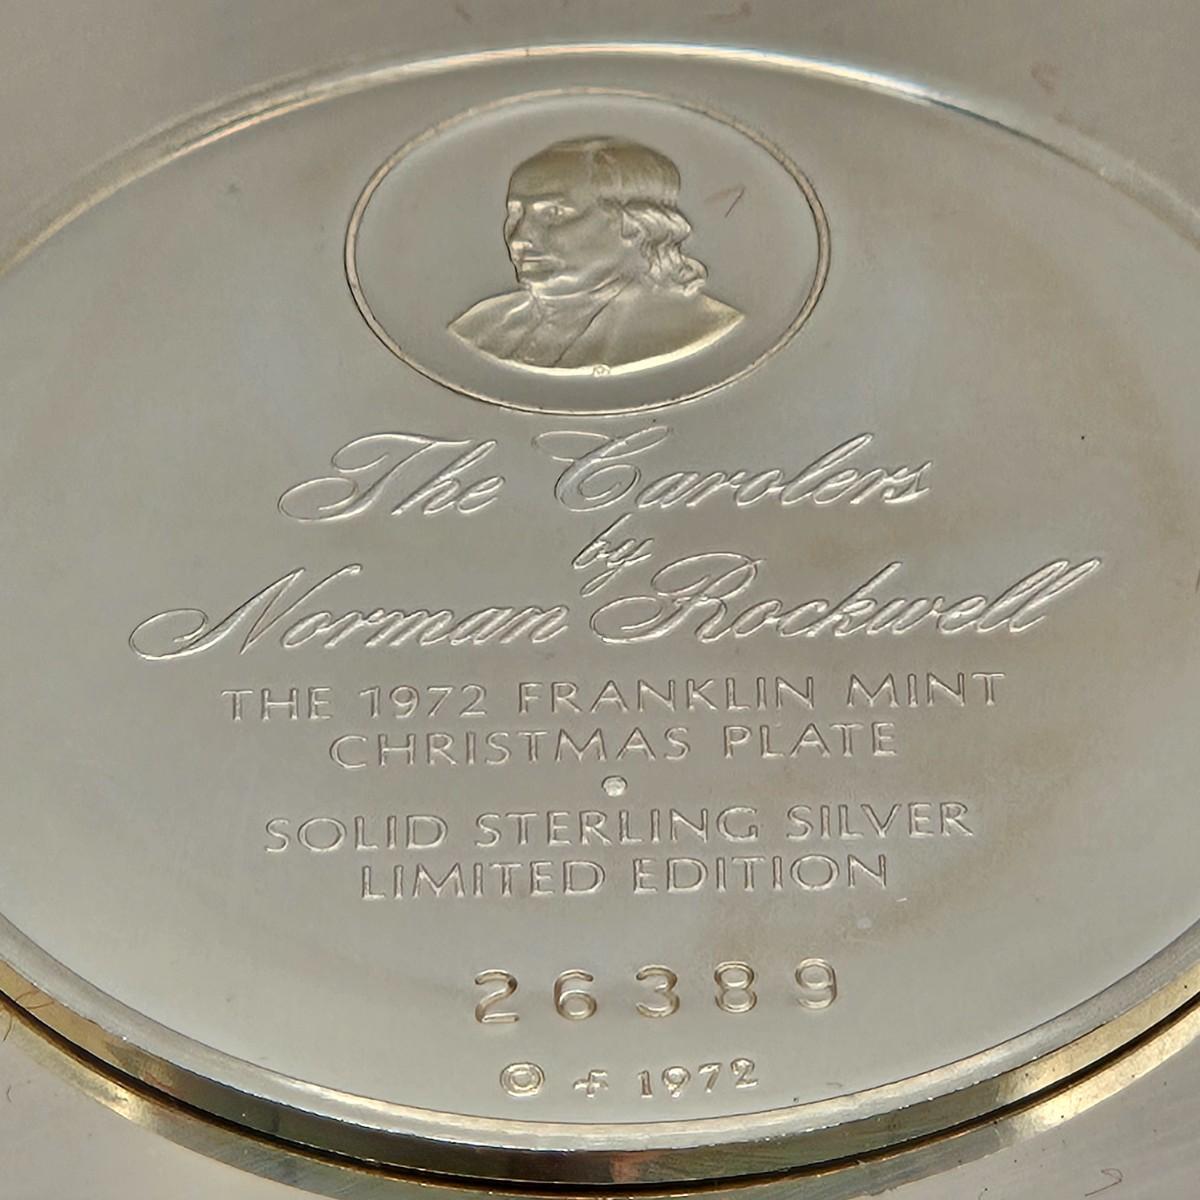 The Carolers
by
Norman Rockwell
THE 1972 FRANKLIN MINT
CHRISTMAS PLATE
•
SOLID STERLING SILVER
LIMITED EDITION
26389
© 1972